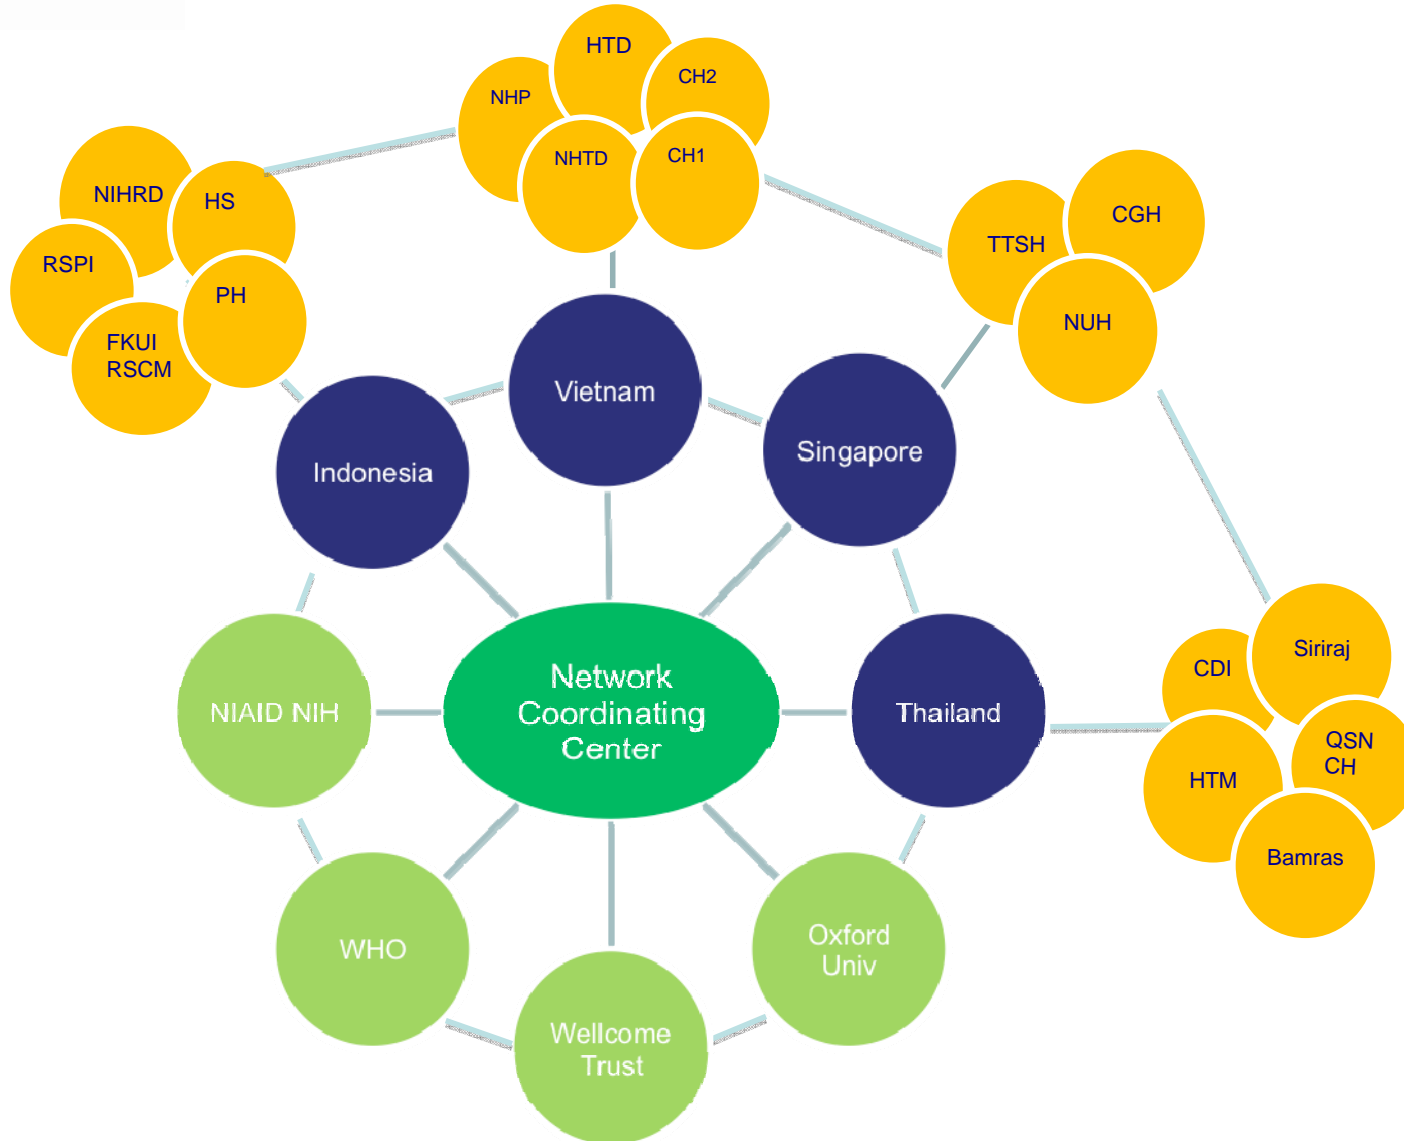 HTD
CH2
NHP
NHTD
CH1
NIHRD
HS
RSPI
PH
FKUI
RSCM
CGH
TTSH
NUH
Vietnam
Singapore
Indonesia
Siriraj
CDI
QSN
CH
HTM
Bamras
Network
Coordinating
Center
NIAID NIH
Thailand
WHO
Oxford
Univ
Wellcome
Trust